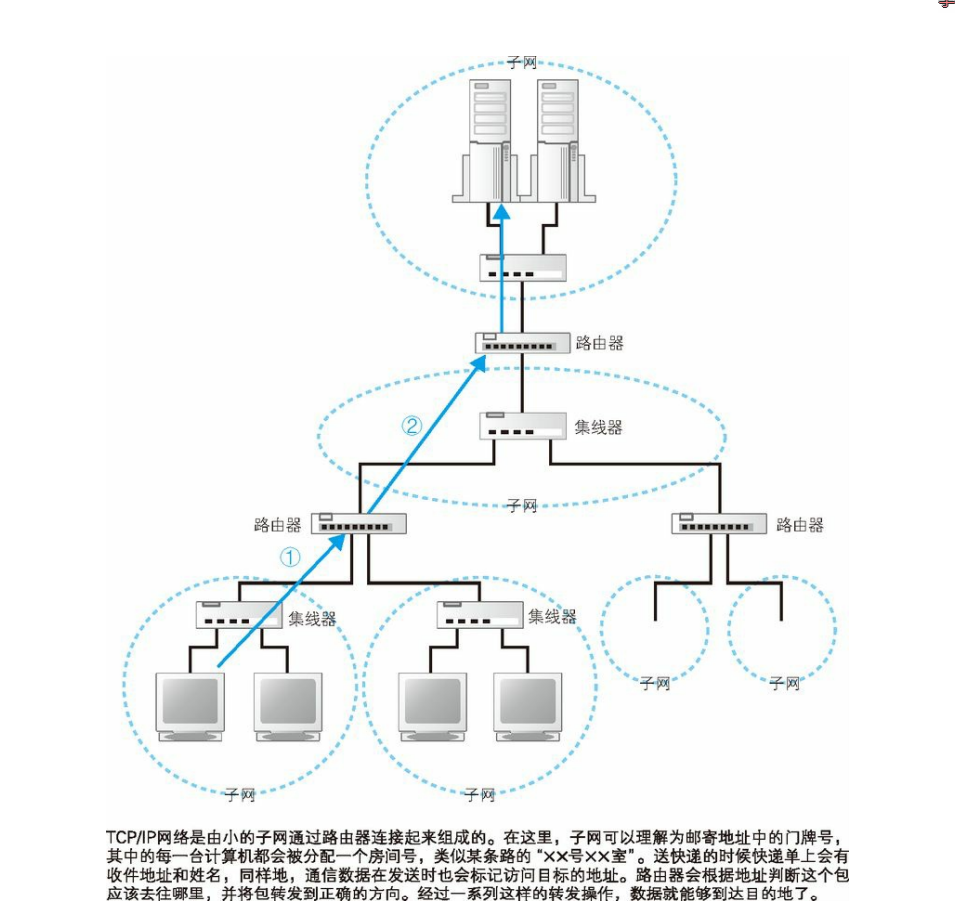 子网
路由器
集线器
②
子网
路由器
路由器
①
集线器
集线器
子网
子网
子网
子网
TCP/IP网络是由小的子网通过路由器连接起来组成的。在这里，子网可以理解为邮寄地址中的门牌号，
其中的每一台计算机都会被分配一个房间号，类似某条路的“××号××室”。送快递的时候快递单上会有
收件地址和姓名，同样地，通信数据在发送时也会标记访问目标的地址。路由器会根据地址判断这个包
应该去往哪里，并将包转发到正确的方向。经过一系列这样的转发操作，数据就能够到达目的地了。